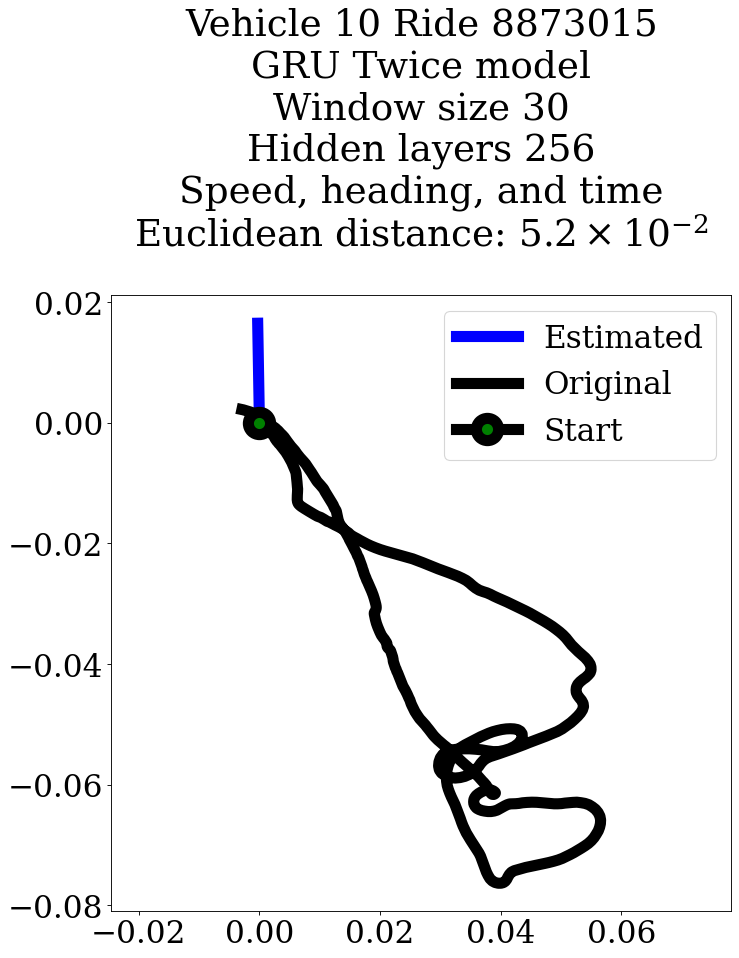 Vehicle 10 Ride 8873015
GRU Twice model
Window size 30
Hidden layers 256
Speed, heading, and time
Euclidean distance: 5.2 × 10⁻²
0.02
0.00
−0.02
−0.04
−0.06
−0.08
Estimated
Original
Start
−0.02 0.00 0.02 0.04 0.06